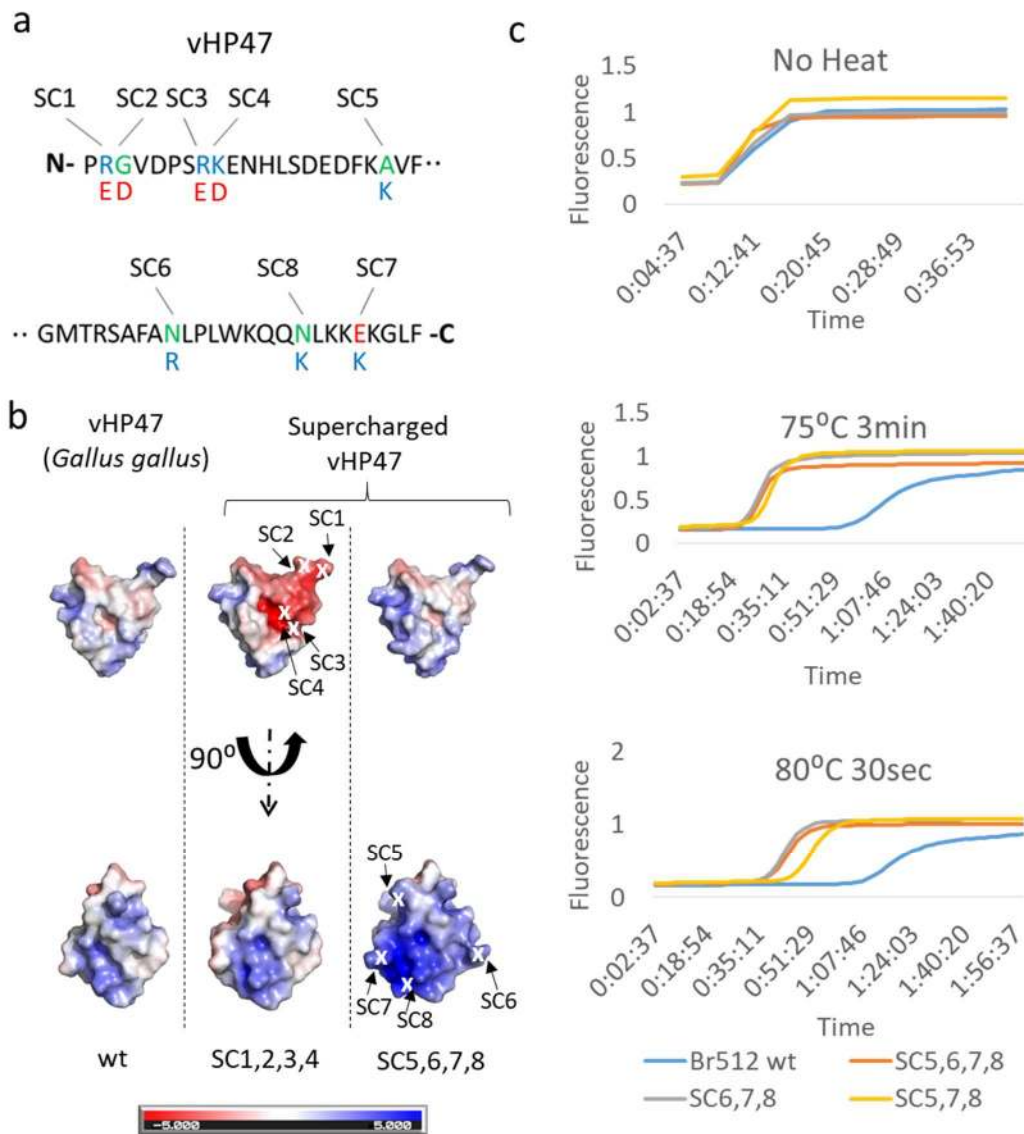 a
vHP47
SC1 SC2 SC3 SC4 SC5
N- PRGVDPSRKENHLSDEDFKAVF··
ED ED K
SC6 SC8 SC7
·· GMTRSAFANLPLWKQQNLKKEKGLF -C
R K K
b
vHP47
(Gallus gallus)
Supercharged
vHP47
SC2 SC1
SC3
SC4
90⁰
SC5
SC7
SC8
SC6
wt SC1,2,3,4 SC5,6,7,8
-5.000 5.000
c
No Heat
Fluorescence
1.5
1
0.5
0
0:04:37 0:12:41 0:20:45 0:28:49 0:36:53
Time
75⁰C 3min
Fluorescence
1.5
1
0.5
0
0:02:37 0:18:54 0:35:11 0:51:29 1:07:46 1:24:03 1:40:20
Time
80⁰C 30sec
Fluorescence
2
1
0
0:02:37 0:18:54 0:35:11 0:51:29 1:07:46 1:24:03 1:40:20 1:56:37
Time
Br512 wt SC5,6,7,8
SC6,7,8 SC5,7,8